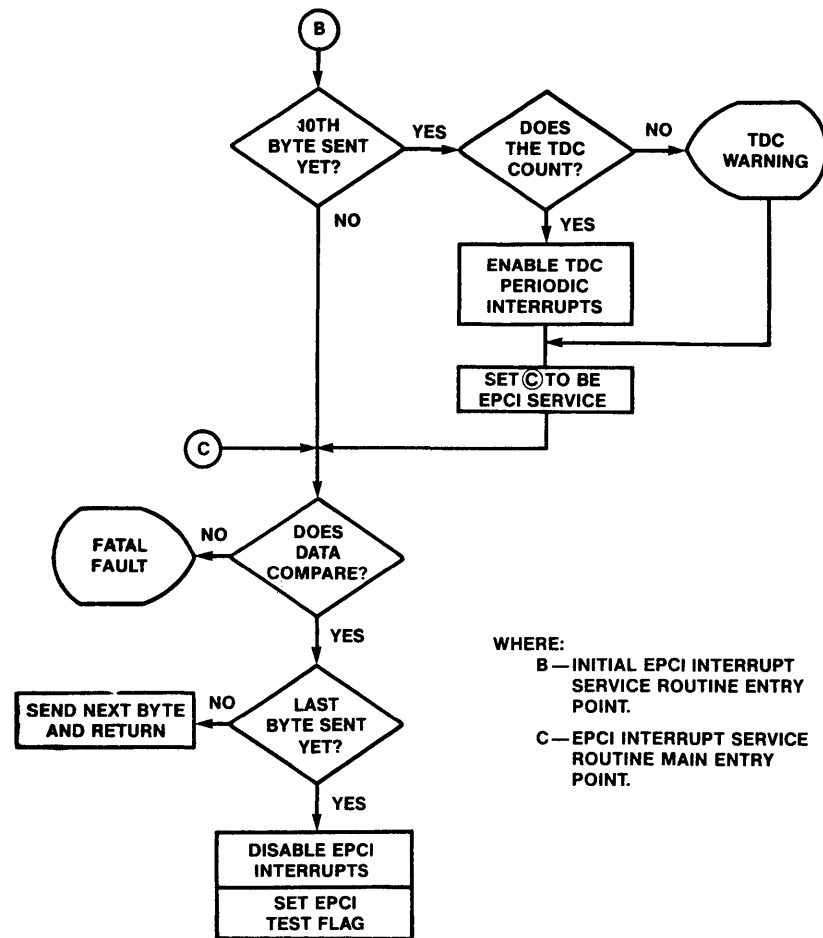 B
10TH
BYTE SENT
YET?
YES
DOES
THE TDC
COUNT?
NO
TDC
WARNING
NO
YES
ENABLE TDC
PERIODIC
INTERRUPTS
SET C TO BE
EPCI SERVICE
C
DOES
DATA
COMPARE?
NO
FATAL
FAULT
YES
WHERE:
B—INITIAL EPCI INTERRUPT
SERVICE ROUTINE ENTRY
POINT.
C—EPCI INTERRUPT SERVICE
ROUTINE MAIN ENTRY
POINT.
LAST
BYTE SENT
YET?
NO
SEND NEXT BYTE
AND RETURN
YES
DISABLE EPCI
INTERRUPTS
SET EPCI
TEST FLAG